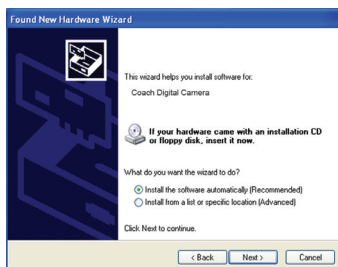 Found New Hardware Wizard
This wizard helps you install software for:
Coach Digital Camera
If your hardware came with an installation CD
or floppy disk, insert it now.
What do you want the wizard to do?
Install the software automatically (Recommended)
Install from a list or specific location (Advanced)
Click Next to continue.
< Back
Next >
Cancel